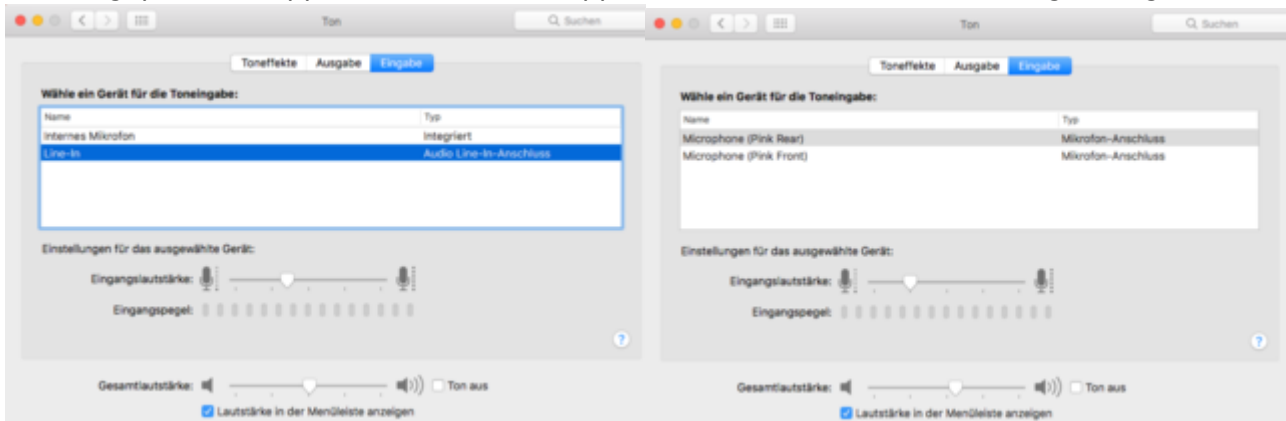 Ton
Suchen
Toneffekte Ausgabe Eingabe
Wähle ein Gerät für die Toneingabe:
Name Typ
Internes Mikrofon Integriert
Line-In Audio Line-In-Anschluss
Einstellungen für das ausgewählte Gerät:
Eingangslautstärke:
Eingangspegel:
?
Gesamtlautstärke: Ton aus
Lautstärke in der Menüleiste anzeigen
Ton
Suchen
Toneffekte Ausgabe Eingabe
Wähle ein Gerät für die Toneingabe:
Name Typ
Microphone (Pink Rear) Mikrofon-Anschluss
Microphone (Pink Front) Mikrofon-Anschluss
Einstellungen für das ausgewählte Gerät:
Eingangslautstärke:
Eingangspegel:
?
Gesamtlautstärke: Ton aus
Lautstärke in der Menüleiste anzeigen